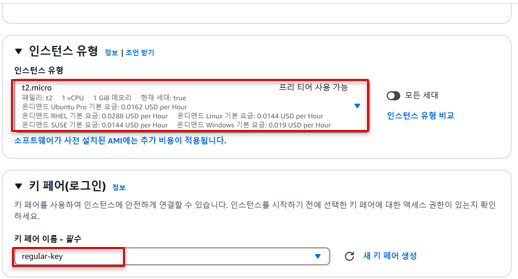 ▼ 인스턴스 유형 정보 | 조언 받기
인스턴스 유형
t2.micro 프리 티어 사용 가능
패밀리: t2 1 vCPU 1 GiB 메모리 현재 세대: true
온디맨드 Ubuntu Pro 기본 요금: 0.0162 USD per Hour
온디맨드 RHEL 기본 요금: 0.0288 USD per Hour 온디맨드 Linux 기본 요금: 0.0144 USD per Hour
온디맨드 SUSE 기본 요금: 0.0144 USD per Hour 온디맨드 Windows 기본 요금: 0.019 USD per Hour
모든 세대
인스턴스 유형 비교
소프트웨어가 사전 설치된 AMI에는 추가 비용이 적용됩니다.
▼ 키 페어(로그인) 정보
키 페어를 사용하여 인스턴스에 안전하게 연결할 수 있습니다. 인스턴스를 시작하기 전에 선택한 키 페어에 대한 액세스 권한이 있는지 확인
하세요.
키 페어 이름 - 필수
regular-key
새 키 페어 생성